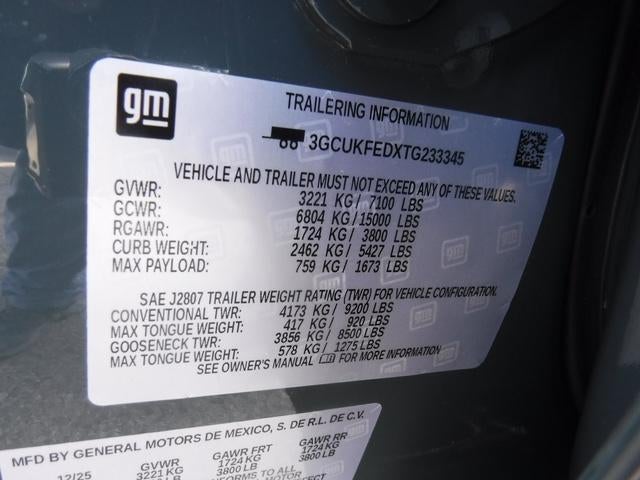 gm
TRAILERING INFORMATION
3GCUKFEDXTG233345
VEHICLE AND TRAILER MUST NOT EXCEED ANY OF THESE VALUES.
GVWR: 3221 KG / 7100 LBS
GCWR: 6804 KG / 15000 LBS
RGAWR: 1724 KG / 3800 LBS
CURB WEIGHT: 2462 KG / 5427 LBS
MAX PAYLOAD: 759 KG / 1673 LBS
SAE J2807 TRAILER WEIGHT RATING (TWR) FOR VEHICLE CONFIGURATION.
CONVENTIONAL TWR: 4173 KG / 9200 LBS
MAX TONGUE WEIGHT: 417 KG / 920 LBS
GOOSENECK TWR: 3856 KG / 8500 LBS
MAX TONGUE WEIGHT: 578 KG / 1275 LBS
SEE OWNER'S MANUAL FOR MORE INFORMATION
MFD BY GENERAL MOTORS DE MEXICO, S. DE R.L. DE C.V.
GVWR GAWR FRT GAWR RR
12/25 3221 KG 1724 KG 1724 KG
3800 LB 3800 LB